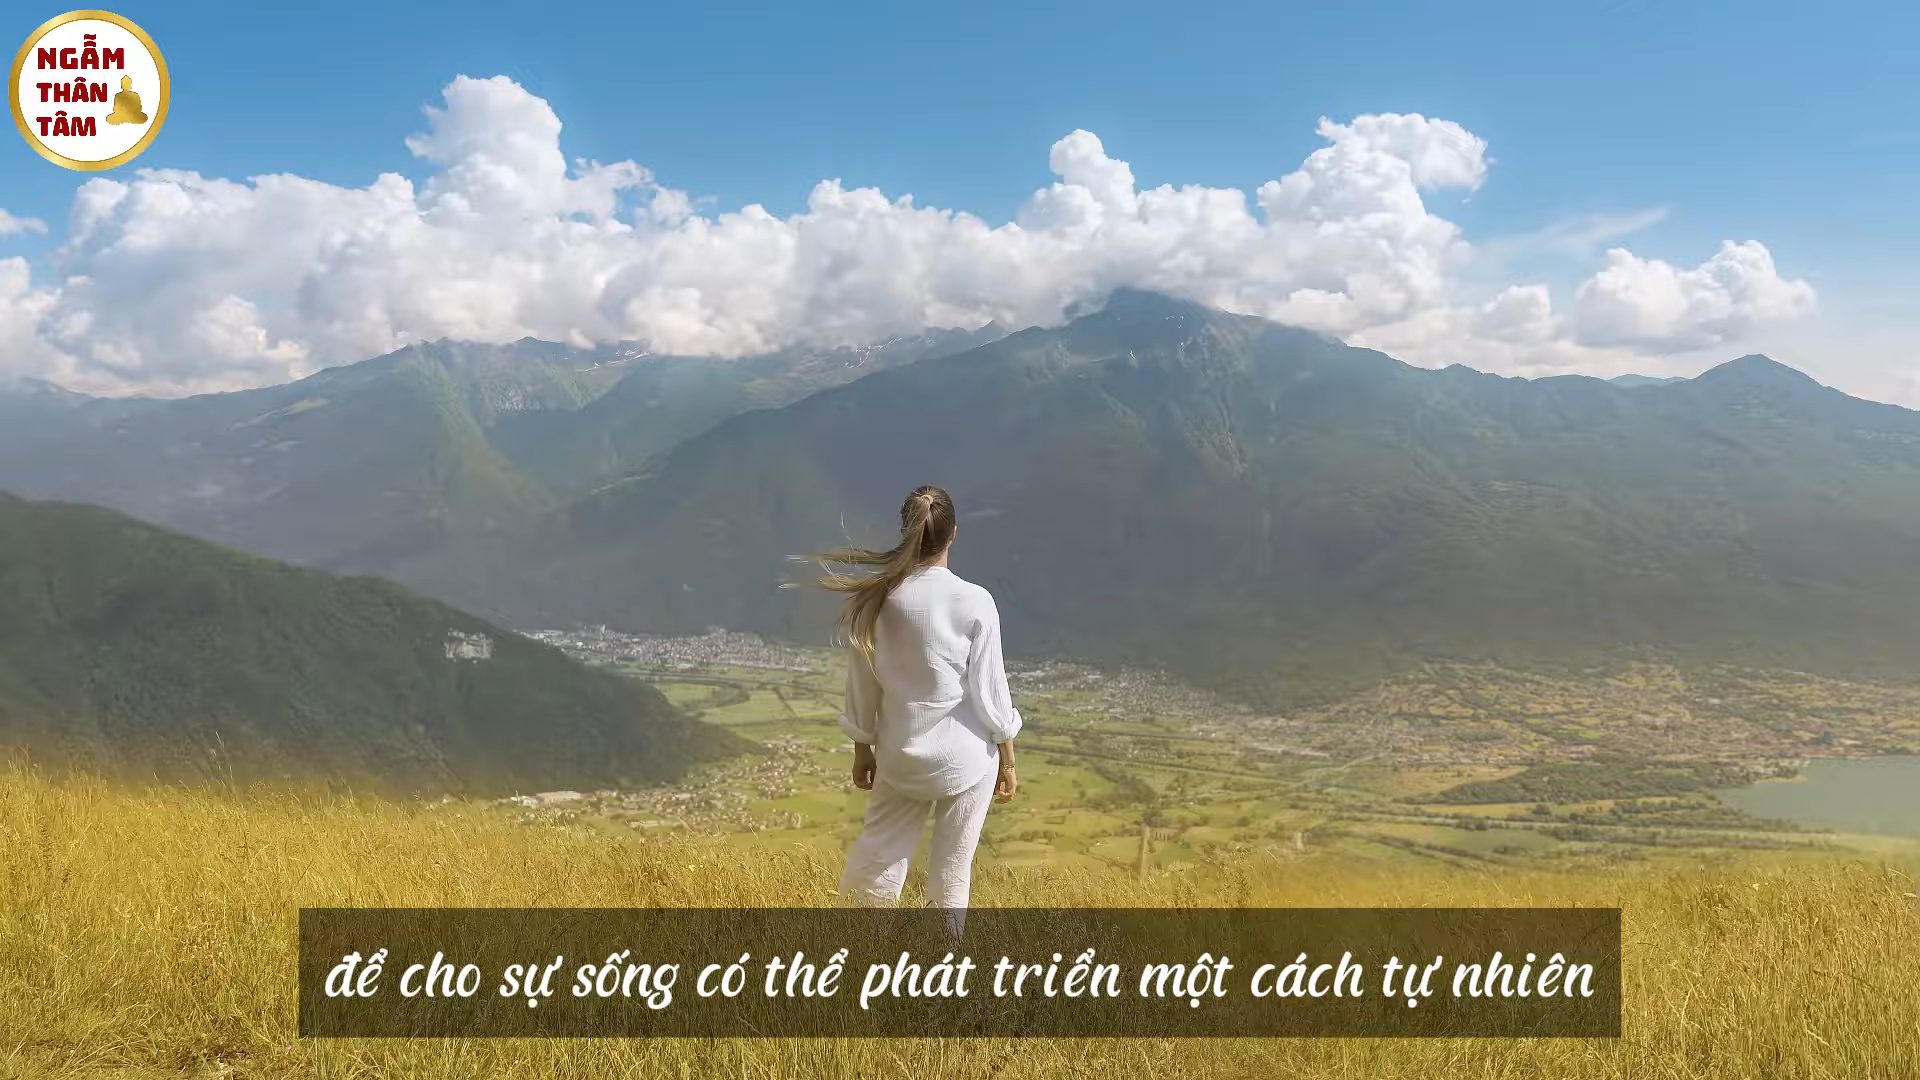 NGẪM
THÂN
TÂM
để cho sự sống có thể phát triển một cách tự nhiên